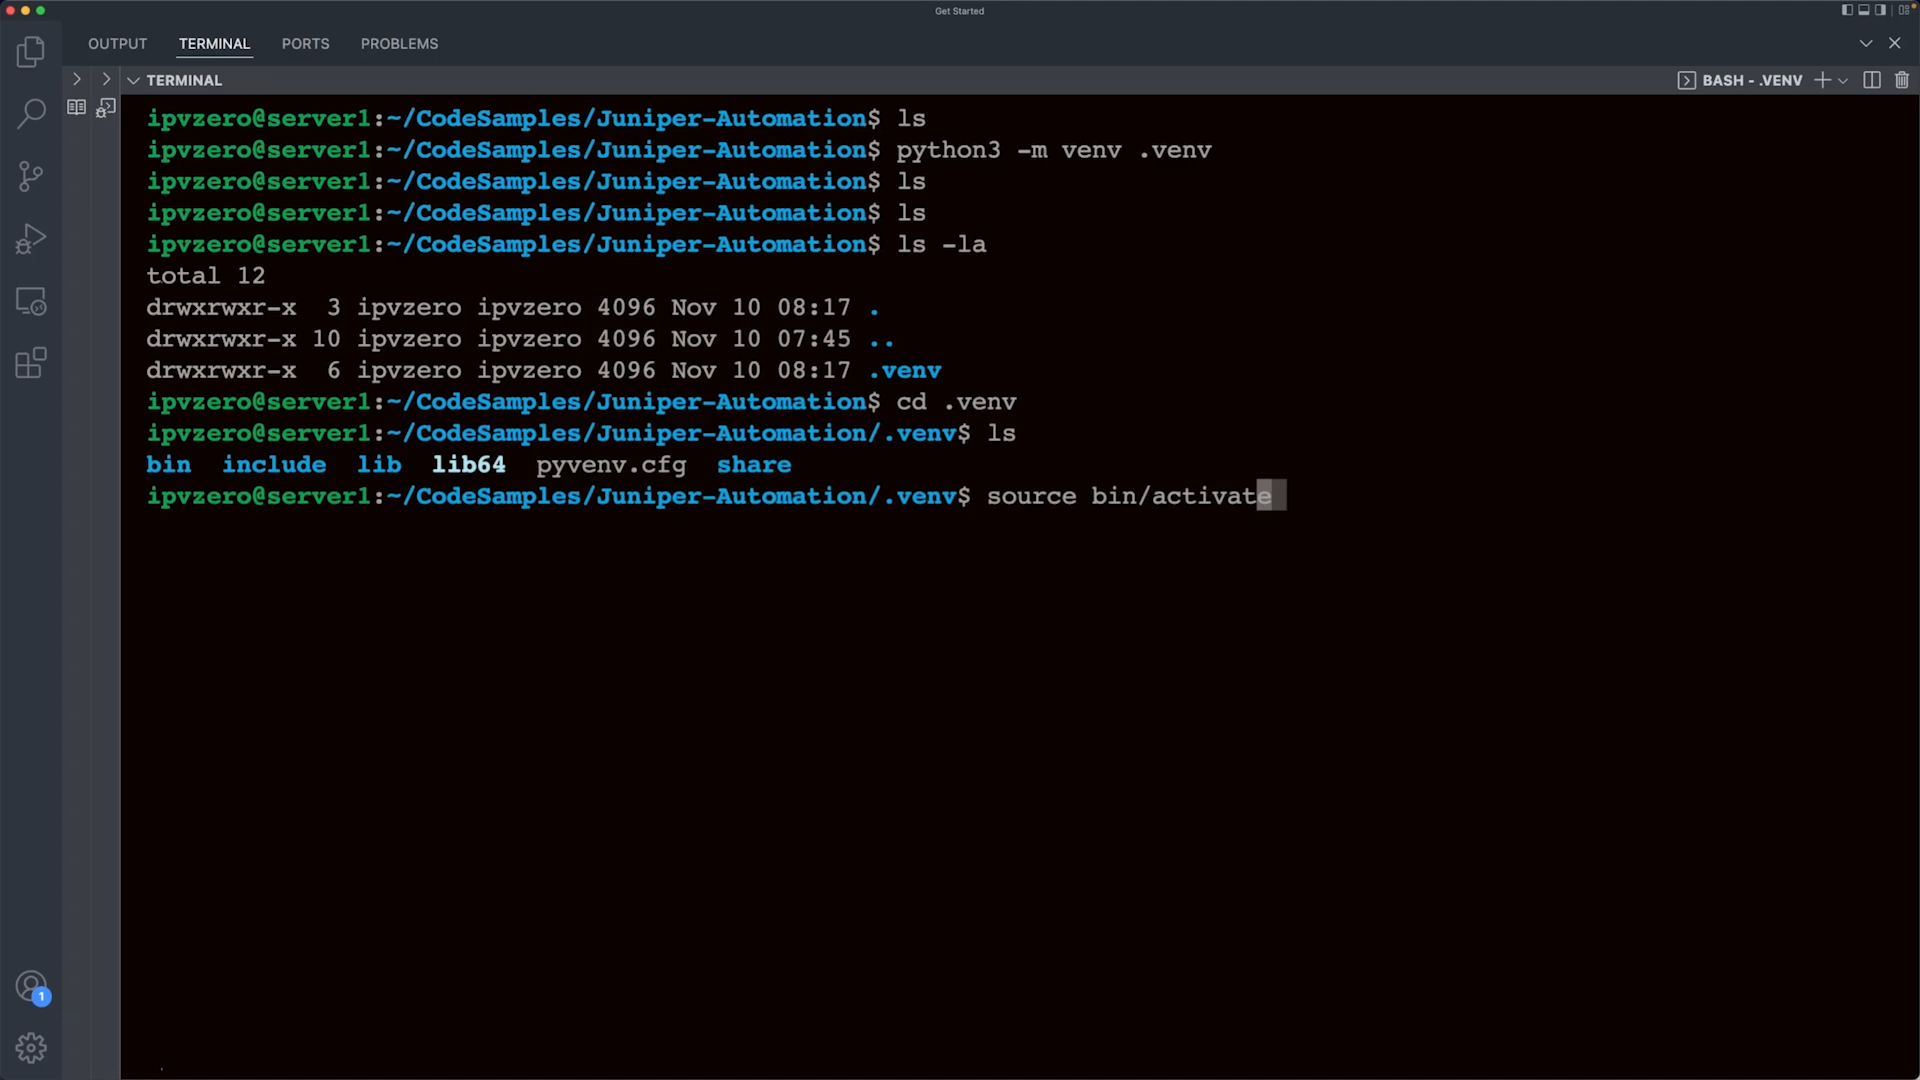 Get Started
OUTPUT TERMINAL PORTS PROBLEMS
TERMINAL BASH - .VENV
ipvzero@server1:~/CodeSamples/Juniper-Automation$ ls
ipvzero@server1:~/CodeSamples/Juniper-Automation$ python3 -m venv .venv
ipvzero@server1:~/CodeSamples/Juniper-Automation$ ls
ipvzero@server1:~/CodeSamples/Juniper-Automation$ ls
ipvzero@server1:~/CodeSamples/Juniper-Automation$ ls -la
total 12
drwxrwxr-x  3 ipvzero ipvzero 4096 Nov 10 08:17 .
drwxrwxr-x 10 ipvzero ipvzero 4096 Nov 10 07:45 ..
drwxrwxr-x  6 ipvzero ipvzero 4096 Nov 10 08:17 .venv
ipvzero@server1:~/CodeSamples/Juniper-Automation$ cd .venv
ipvzero@server1:~/CodeSamples/Juniper-Automation/.venv$ ls
bin  include  lib  lib64  pyvenv.cfg  share
ipvzero@server1:~/CodeSamples/Juniper-Automation/.venv$ source bin/activate
1